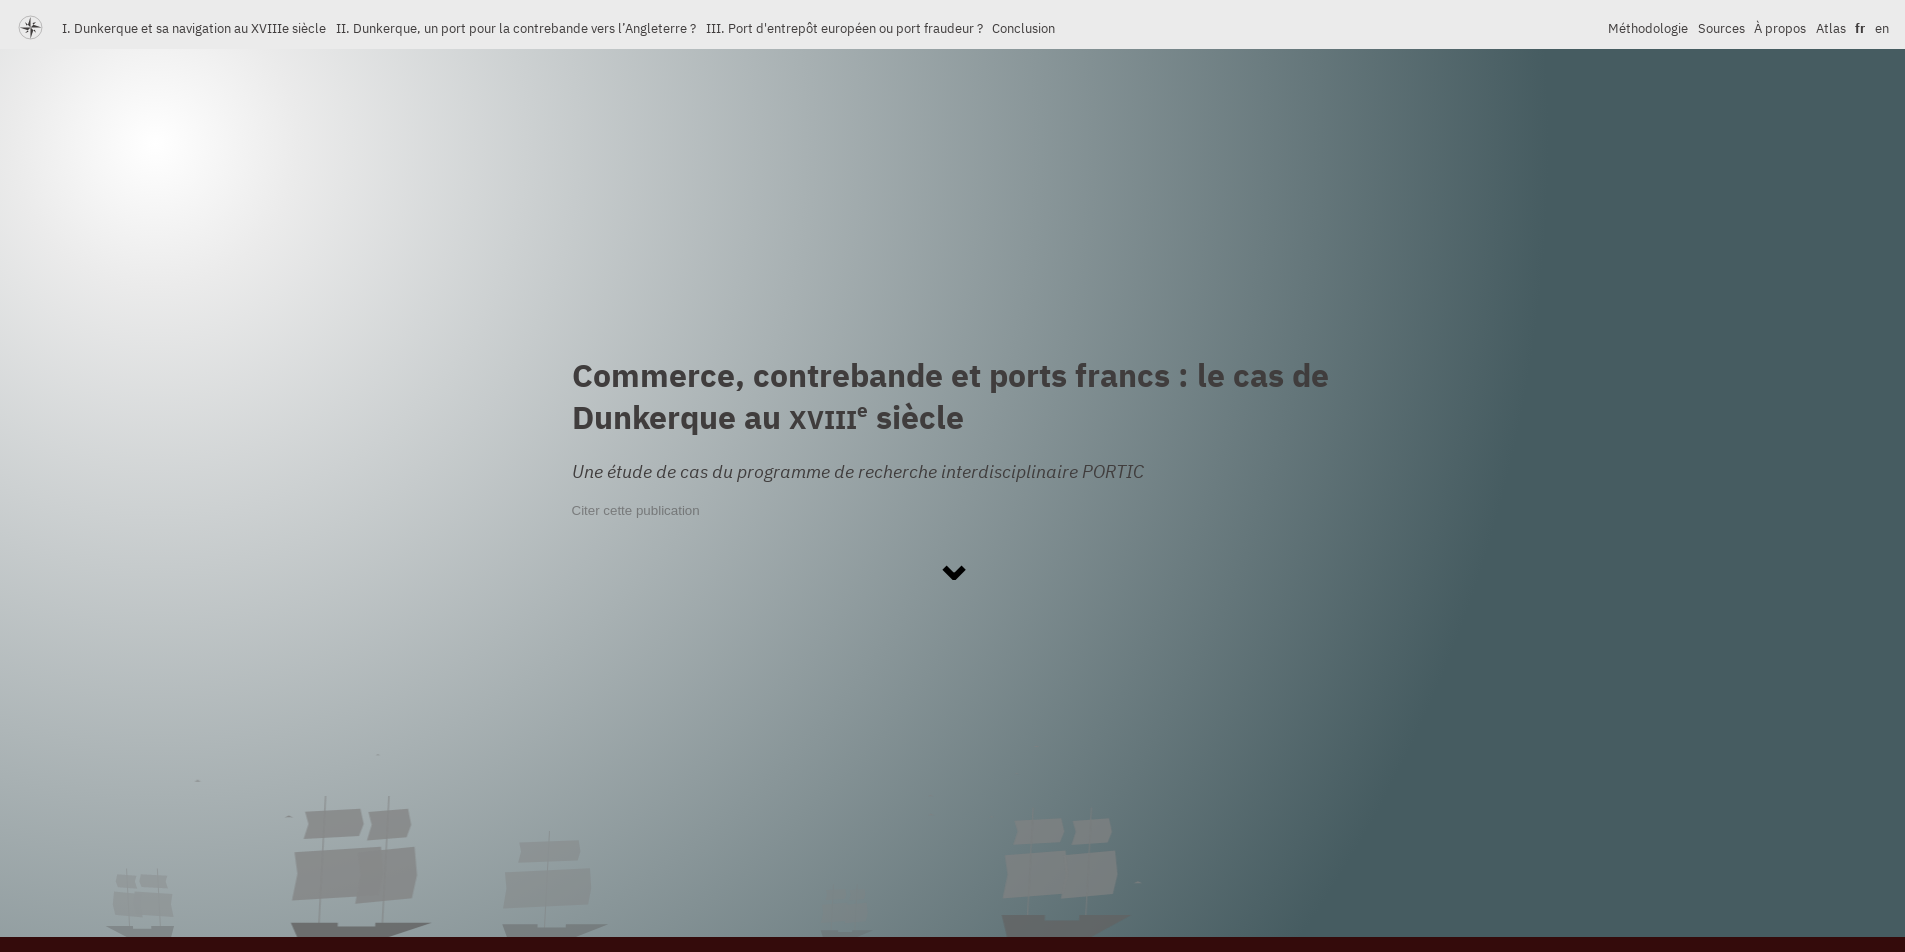 I. Dunkerque et sa navigation au XVIIIe siècle II. Dunkerque, un port pour la contrebande vers l’Angleterre ? III. Port d'entrepôt européen ou port fraudeur ? Conclusion Méthodologie Sources À propos Atlas fr en
Commerce, contrebande et ports francs : le cas de
Dunkerque au XVIIIe siècle
Une étude de cas du programme de recherche interdisciplinaire PORTIC
Citer cette publication